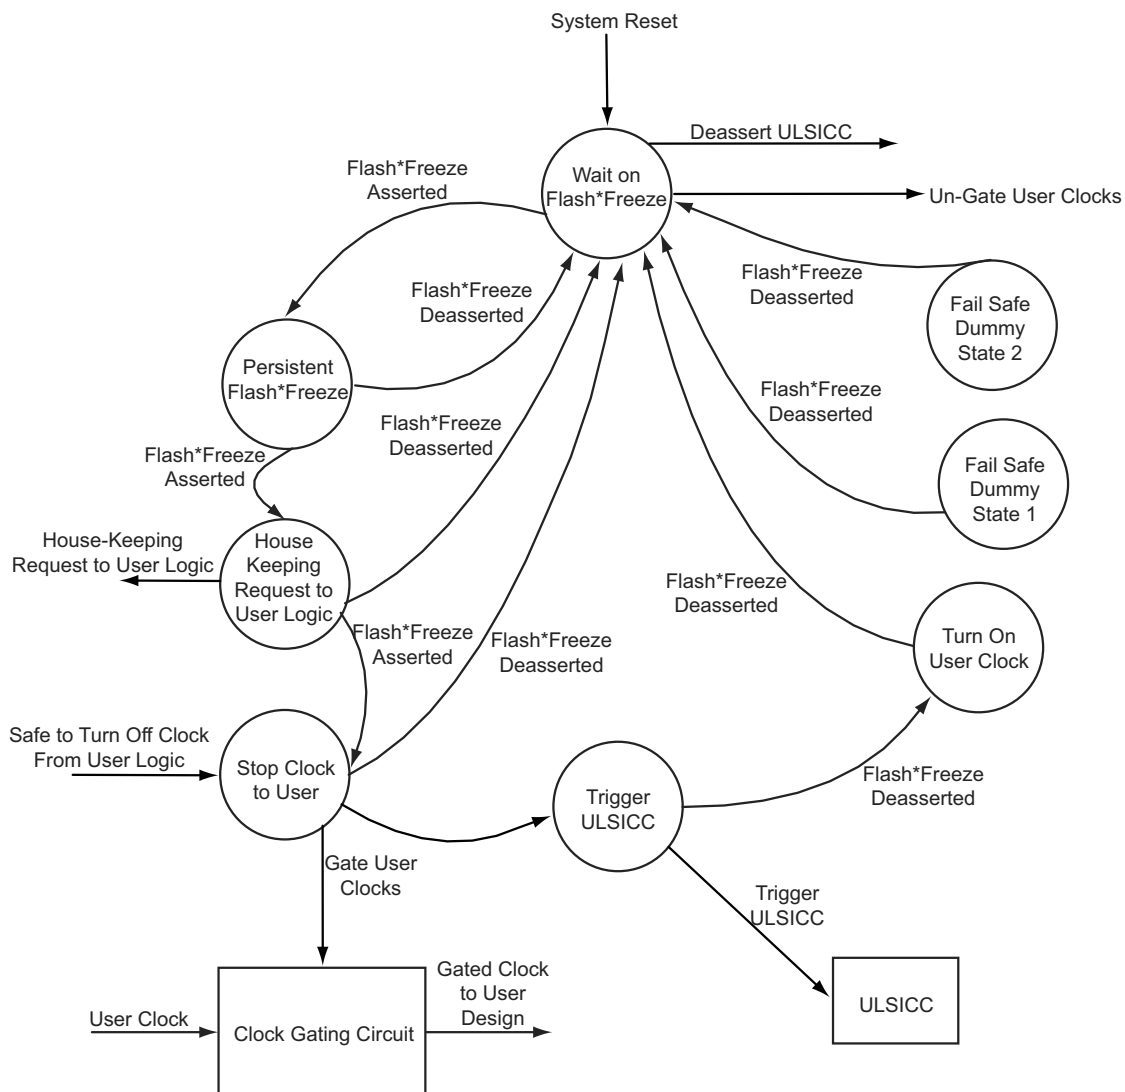 System Reset
Deassert ULSICC
Flash*Freeze
Asserted
Wait on
Flash*Freeze
Un-Gate User Clocks
Flash*Freeze
Deasserted
Flash*Freeze
Deasserted
Fail Safe
Dummy
State 2
Persistent
Flash*Freeze
Flash*Freeze
Deasserted
Flash*Freeze
Deasserted
Flash*Freeze
Asserted
Fail Safe
Dummy
State 1
House-Keeping
Request to User Logic
House
Keeping
Request to
User Logic
Flash*Freeze
Deasserted
Flash*Freeze
Asserted
Flash*Freeze
Deasserted
Turn On
User Clock
Safe to Turn Off Clock
From User Logic
Stop Clock
to User
Trigger
ULSICC
Flash*Freeze
Deasserted
Gate User
Clocks
Trigger
ULSICC
Gated Clock
to User
Design
User Clock
Clock Gating Circuit
ULSICC